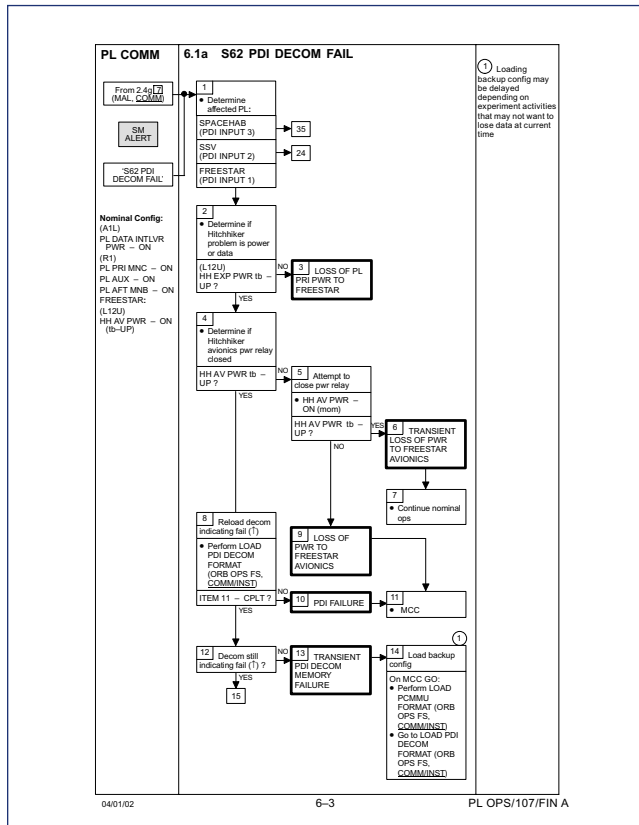 PL COMM
6.1a S62 PDI DECOM FAIL
From 2.4g 7
(MAL, COMM)
SM
ALERT
'S62 PDI
DECOM FAIL'
Nominal Config:
(A1L)
PL DATA INTLVR
PWR – ON
(R1)
PL PRI MNC – ON
PL AUX – ON
PL AFT MNB – ON
FREESTAR:
(L12U)
HH AV PWR – ON
(tb–UP)
1
• Determine
affected PL:
SPACEHAB
(PDI INPUT 3)
35
SSV
(PDI INPUT 2)
24
FREESTAR
(PDI INPUT 1)
2
• Determine if
Hitchhiker
problem is power
or data
(L12U)
HH EXP PWR tb –
UP ?
NO
YES
3 LOSS OF PL
PRI PWR TO
FREESTAR
4
• Determine if
Hitchhiker
avionics pwr relay
closed
HH AV PWR tb –
UP ?
NO
YES
5 Attempt to
close pwr relay
• HH AV PWR –
ON (mom)
HH AV PWR tb –
UP ?
YES
NO
6 TRANSIENT
LOSS OF PWR
TO FREESTAR
AVIONICS
7
• Continue nominal
ops
8 Reload decom
indicating fail (↑)
• Perform LOAD
PDI DECOM
FORMAT
(ORB OPS FS,
COMM/INST)
ITEM 11 – CPLT ?
NO
YES
9 LOSS OF
PWR TO
FREESTAR
AVIONICS
10 PDI FAILURE
11
• MCC
12 Decom still
indicating fail (↑) ?
NO
YES
15
13 TRANSIENT
PDI DECOM
MEMORY
FAILURE
1
14 Load backup
config
On MCC GO:
• Perform LOAD
PCMMU
FORMAT (ORB
OPS FS,
COMM/INST)
• Go to LOAD PDI
DECOM
FORMAT (ORB
OPS FS,
COMM/INST)
1 Loading
backup config may
be delayed
depending on
experiment activities
that may not want to
lose data at current
time
04/01/02
6–3
PL OPS/107/FIN A